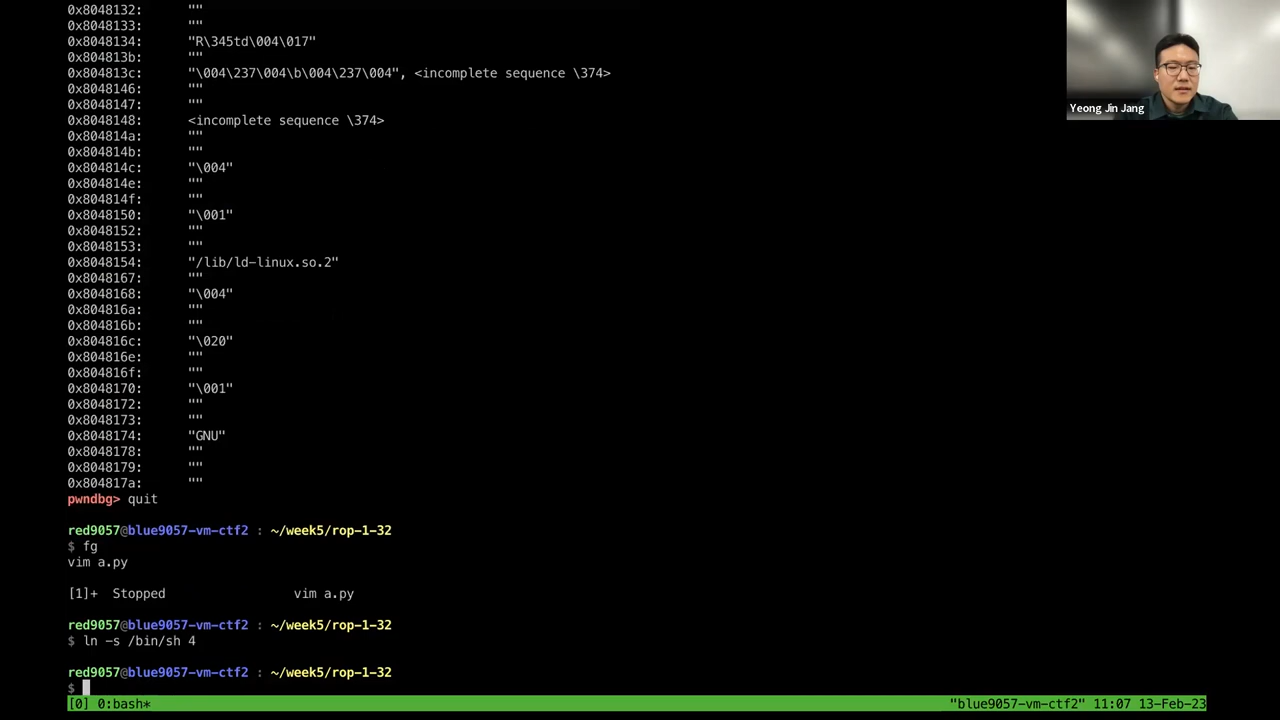 0x8048132: ""
0x8048133: ""
0x8048134: "R\345td\004\017"
0x804813b: ""
0x804813c: "\004\237\004\b\004\237\004", <incomplete sequence \374>
0x8048146: ""
0x8048147: ""
0x8048148: <incomplete sequence \374>
0x804814a: ""
0x804814b: ""
0x804814c: "\004"
0x804814e: ""
0x804814f: ""
0x8048150: "\001"
0x8048152: ""
0x8048153: ""
0x8048154: "/lib/ld-linux.so.2"
0x8048167: ""
0x8048168: "\004"
0x804816a: ""
0x804816b: ""
0x804816c: "\020"
0x804816e: ""
0x804816f: ""
0x8048170: "\001"
0x8048172: ""
0x8048173: ""
0x8048174: "GNU"
0x8048178: ""
0x8048179: ""
0x804817a: ""
pwndbg> quit
red9057@blue9057-vm-ctf2 : ~/week5/rop-1-32
$ fg
vim a.py
[1]+ Stopped vim a.py
red9057@blue9057-vm-ctf2 : ~/week5/rop-1-32
$ ln -s /bin/sh 4
red9057@blue9057-vm-ctf2 : ~/week5/rop-1-32
$
[0] 0:bash* "blue9057-vm-ctf2" 11:07 13-Feb-23
Yeong Jin Jang